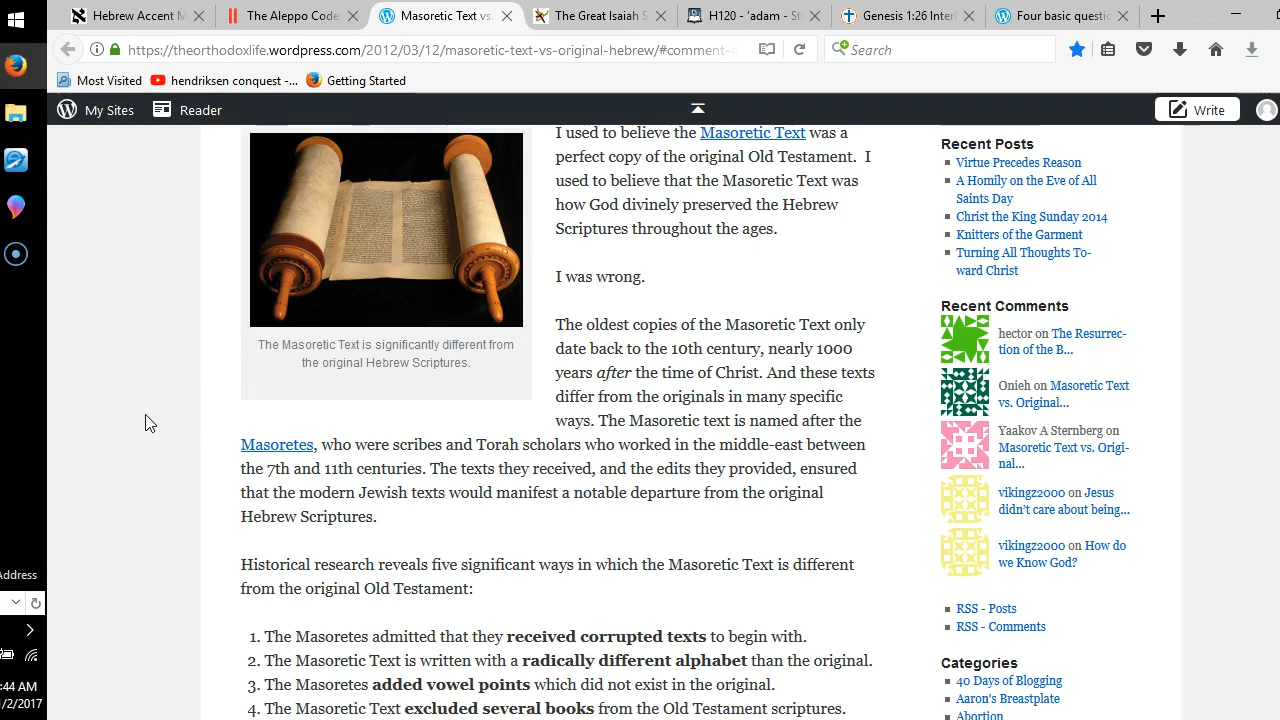 Hebrew Accent M
The Aleppo Code
Masoretic Text vs.
The Great Isaiah S
H120 - 'adam - St
Genesis 1:26 Interl
Four basic questio
https://theorthodoxlife.wordpress.com/2012/03/12/masoretic-text-vs-original-hebrew/#comment-
Search
Most Visited
hendriksen conquest -...
Getting Started
My Sites
Reader
Write
I used to believe the Masoretic Text was a
perfect copy of the original Old Testament. I
used to believe that the Masoretic Text was
how God divinely preserved the Hebrew
Scriptures throughout the ages.
I was wrong.
The oldest copies of the Masoretic Text only
date back to the 10th century, nearly 1000
years after the time of Christ. And these texts
differ from the originals in many specific
ways. The Masoretic text is named after the
Masoretes, who were scribes and Torah scholars who worked in the middle-east between
the 7th and 11th centuries. The texts they received, and the edits they provided, ensured
that the modern Jewish texts would manifest a notable departure from the original
Hebrew Scriptures.
The Masoretic Text is significantly different from
the original Hebrew Scriptures.
Historical research reveals five significant ways in which the Masoretic Text is different
from the original Old Testament:
1. The Masoretes admitted that they received corrupted texts to begin with.
2. The Masoretic Text is written with a radically different alphabet than the original.
3. The Masoretes added vowel points which did not exist in the original.
4. The Masoretic Text excluded several books from the Old Testament scriptures.
Recent Posts
Virtue Precedes Reason
A Homily on the Eve of All
Saints Day
Christ the King Sunday 2014
Knitters of the Garment
Turning All Thoughts To-
ward Christ
Recent Comments
hector on The Resurrec-
tion of the B...
Onieh on Masoretic Text
vs. Original...
Yaakov A Sternberg on
Masoretic Text vs. Origi-
nal...
vikingz2000 on Jesus
didn't care about being...
vikingz2000 on How do
we Know God?
RSS - Posts
RSS - Comments
Categories
40 Days of Blogging
Aaron's Breastplate
Abortion
Address
:44 AM
1/2/2017